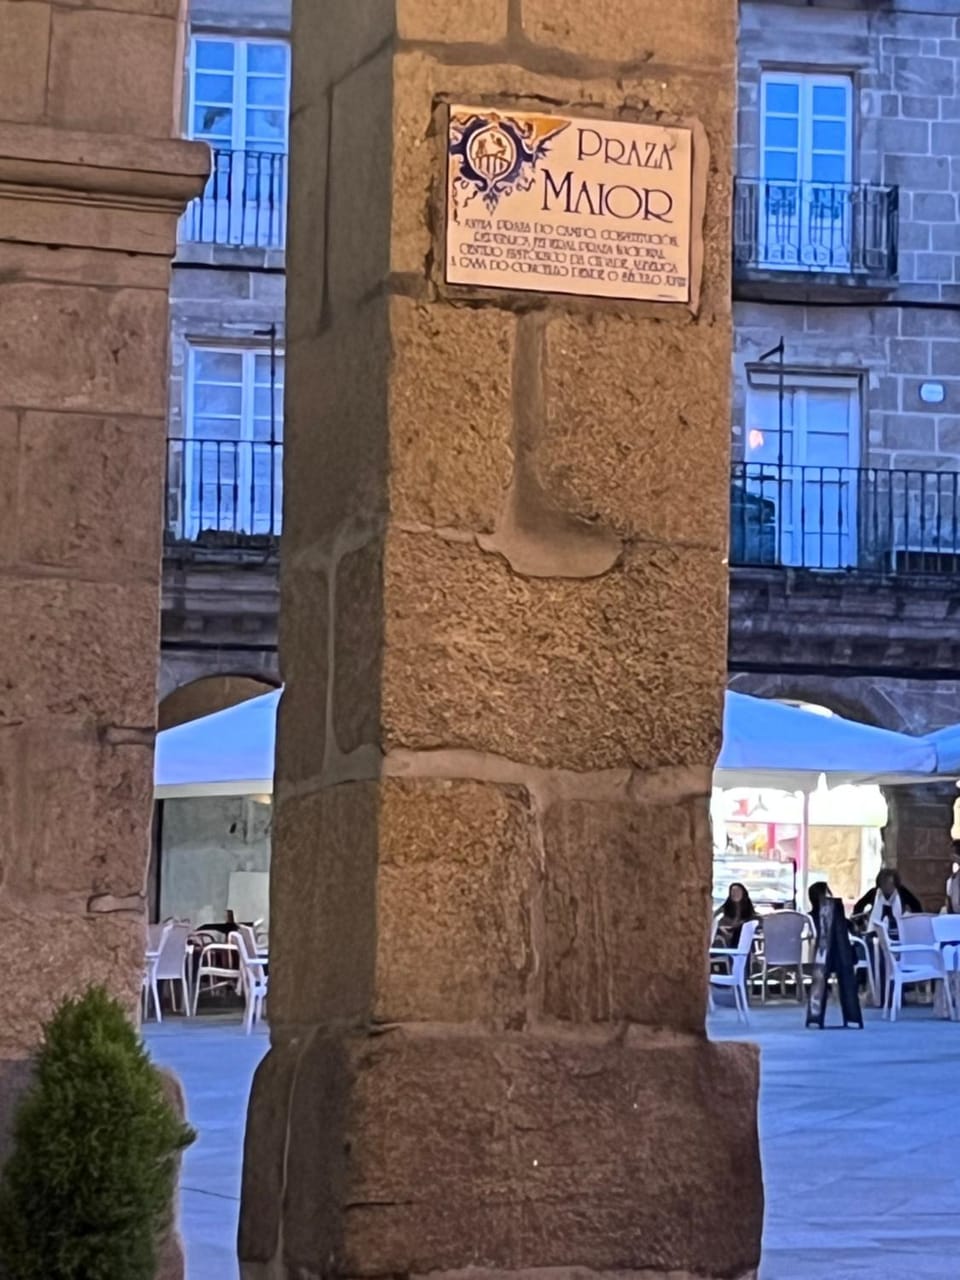 PRAZA
MAIOR
ANTIGA PRAZA DO CAMPO, CONSTITUCIÓN,
REPÚBLICA FEDERAL, PRAZA NACIONAL.
CENTRO HISTÓRICO DA CIDADE, ALBERGA
A CASA DO CONCELLO DENDE O SÉCULO